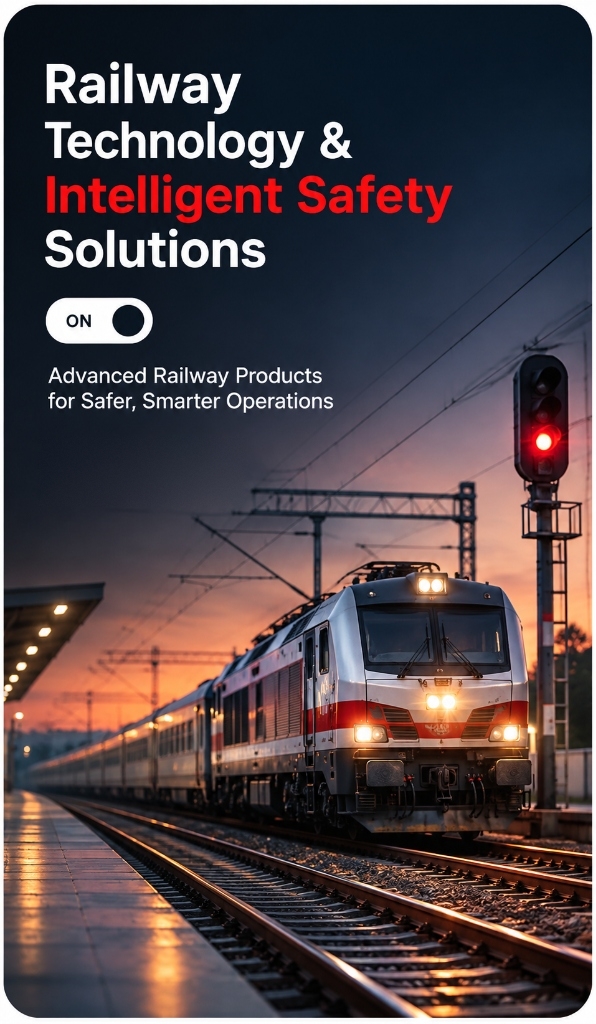 Railway
Technology &
Intelligent Safety
Solutions
ON
Advanced Railway Products
for Safer, Smarter Operations